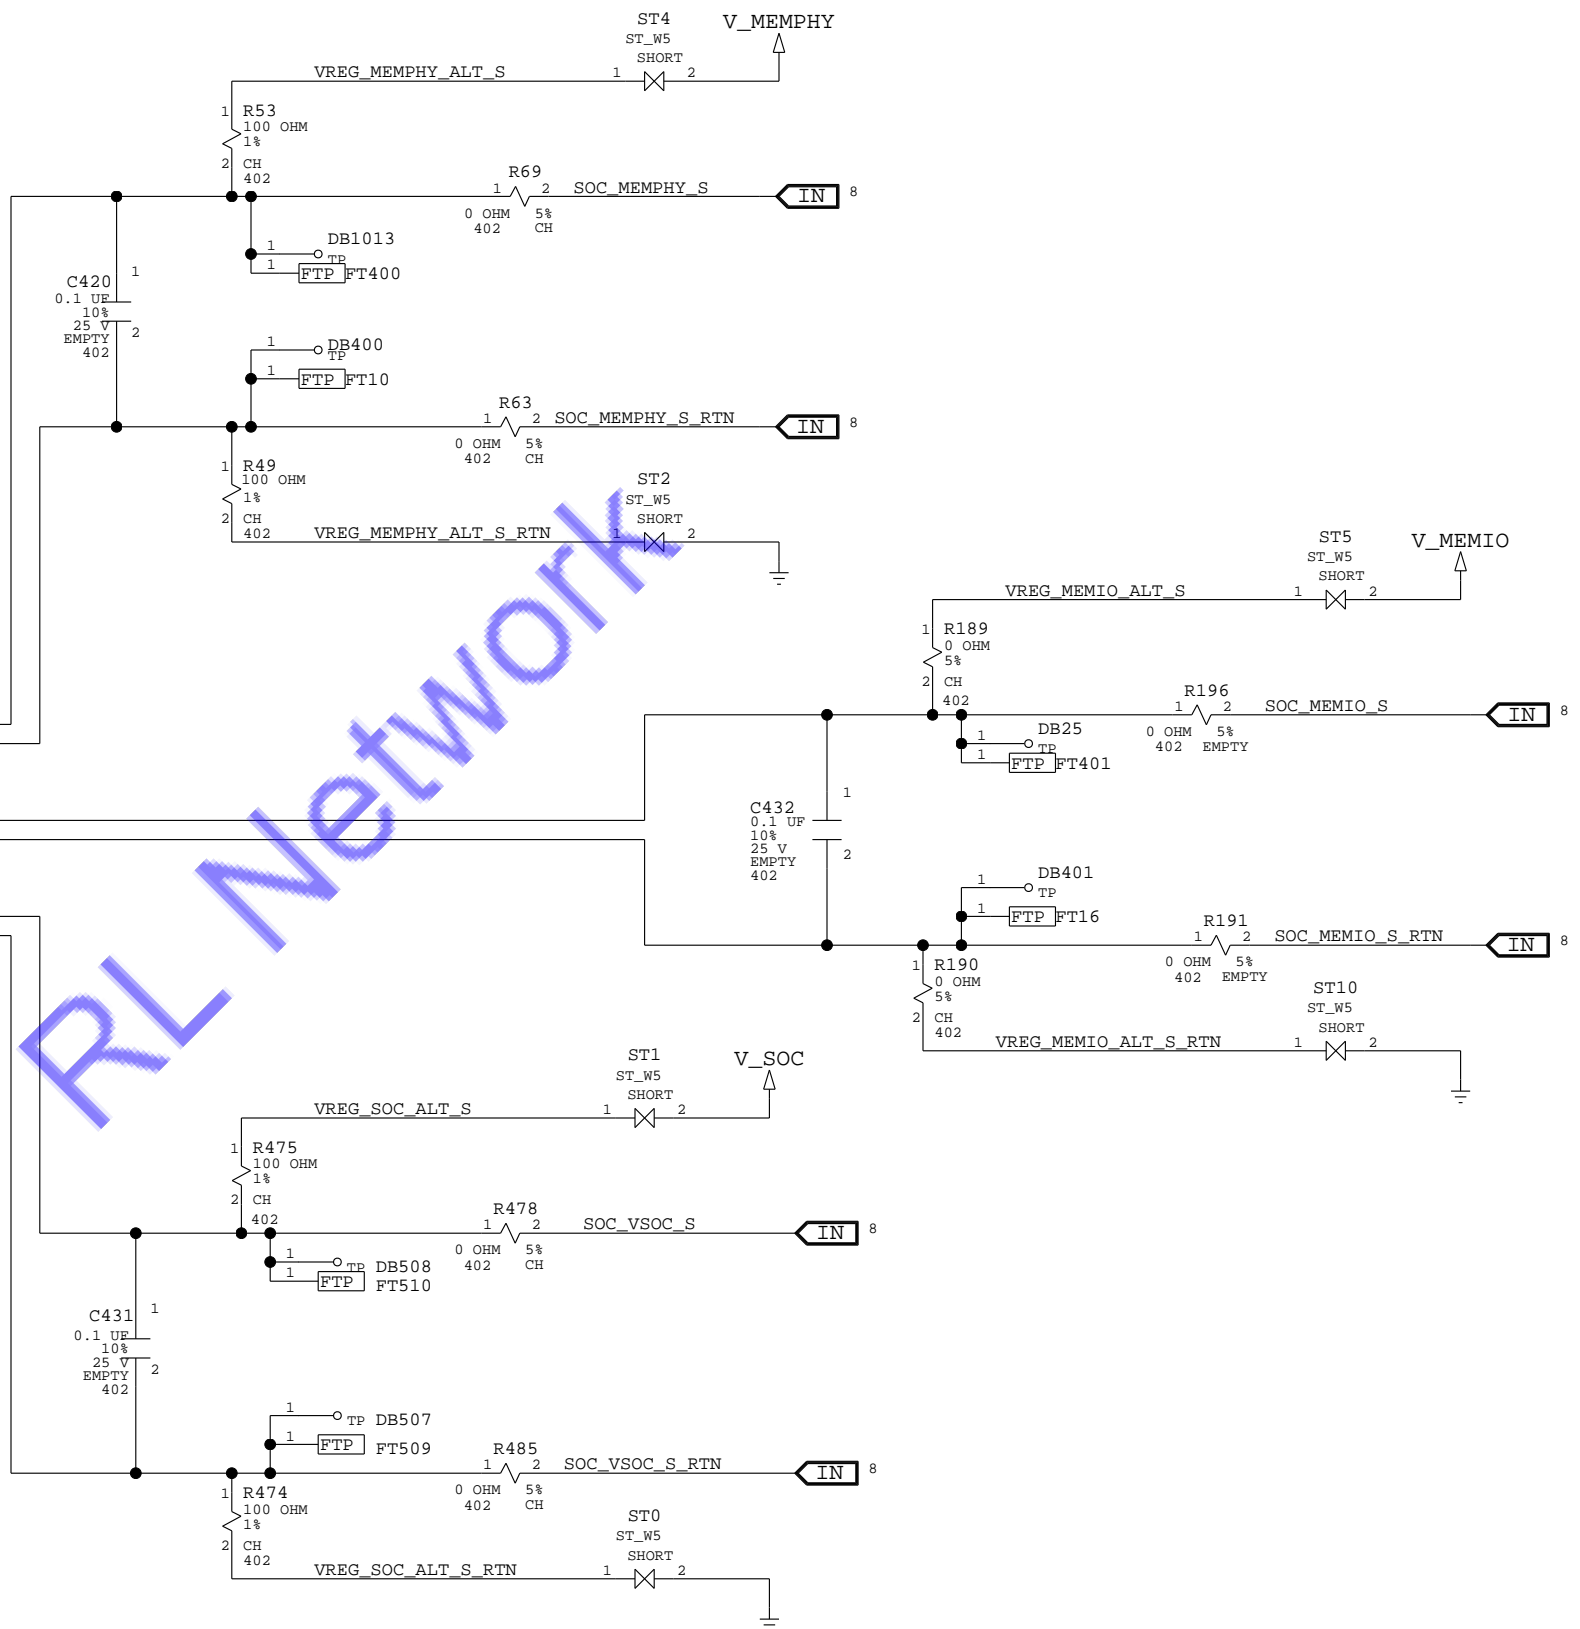 ST4
V_MEMPHY
ST_W5
SHORT
VREG_MEMPHY_ALT_S
1
2
1
R53
100 OHM
1%
2
CH
402
R69
1
2
SOC_MEMPHY_S
IN
8
0 OHM
5%
402
CH
1
DB1013
TP
1
FTP
FT400
C420
1
0.1 UF
10%
25 V
EMPTY
402
2
1
DB400
TP
1
FTP
FT10
R63
1
2
SOC_MEMPHY_S_RTN
IN
8
0 OHM
5%
402
CH
1
R49
100 OHM
1%
2
CH
402
ST2
ST_W5
SHORT
VREG_MEMPHY_ALT_S_RTN
1
2
ST5
V_MEMIO
ST_W5
SHORT
VREG_MEMIO_ALT_S
1
2
1
R189
0 OHM
5%
2
CH
402
R196
1
2
SOC_MEMIO_S
IN
8
0 OHM
5%
402
EMPTY
1
DB25
TP
1
FTP
FT401
C432
1
0.1 UF
10%
25 V
EMPTY
402
2
1
DB401
TP
1
FTP
FT16
R191
1
2
SOC_MEMIO_S_RTN
IN
8
0 OHM
5%
402
EMPTY
1
R190
0 OHM
5%
2
CH
402
ST10
ST_W5
SHORT
VREG_MEMIO_ALT_S_RTN
1
2
RL Network
ST1
V_SOC
ST_W5
SHORT
VREG_SOC_ALT_S
1
2
1
R475
100 OHM
1%
2
CH
402
R478
1
2
SOC_VSOC_S
IN
8
0 OHM
5%
402
CH
1
TP
DB508
1
FTP
FT510
C431
1
0.1 UF
10%
25 V
EMPTY
402
2
1
TP
DB507
1
FTP
FT509
R485
1
2
SOC_VSOC_S_RTN
IN
8
0 OHM
5%
402
CH
1
R474
100 OHM
1%
2
CH
402
ST0
ST_W5
SHORT
VREG_SOC_ALT_S_RTN
1
2